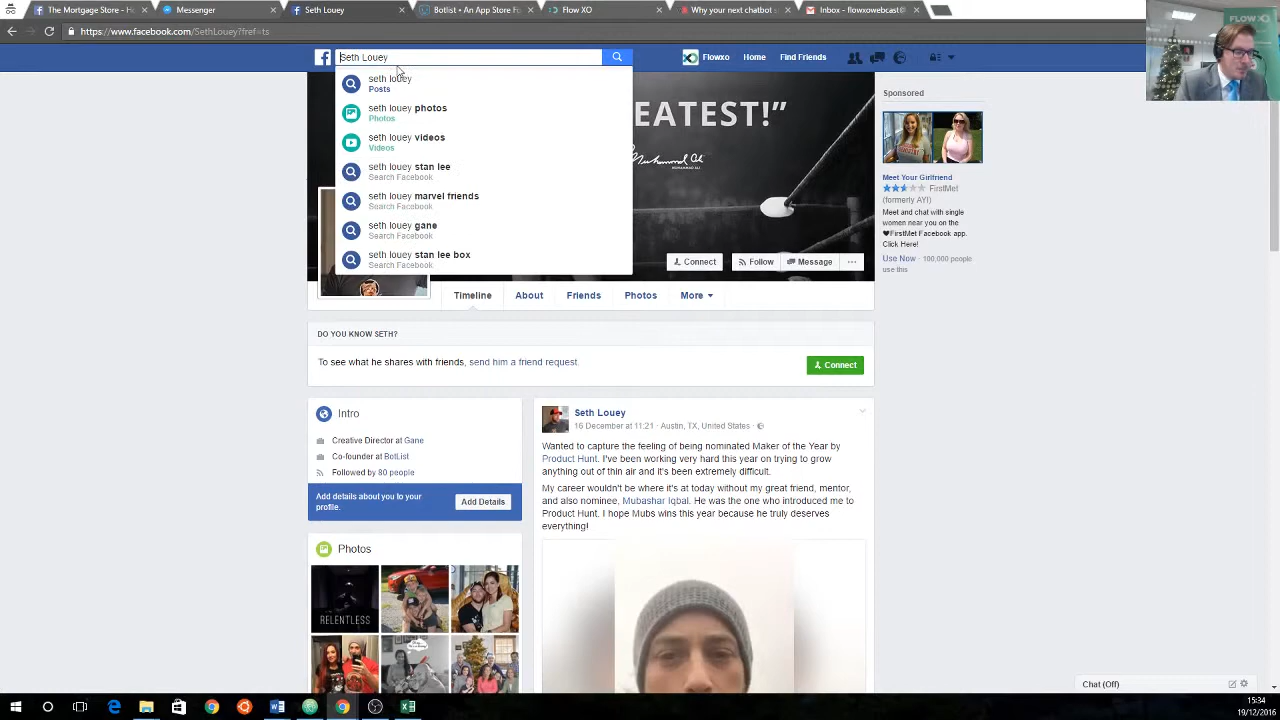 The Mortgage Store - H
Messenger
Seth Louey
Botlist — An App Store F
Flow XO
Why your next chatbot s
Inbox - flowxowebcast@
https://www.facebook.com/SethLouey?fref=ts
Seth Louey
Flowxo
Home
Find Friends
FLOW XO
seth louey
Posts
seth louey photos
Photos
seth louey videos
Videos
seth louey stan lee
Search Facebook
seth louey marvel friends
Search Facebook
seth louey gane
Search Facebook
seth louey stan lee box
Search Facebook
EATEST!”
Muhammad Ali
MUHAMMAD ALI
Connect
Follow
Message
...
Timeline
About
Friends
Photos
More
DO YOU KNOW SETH?
To see what he shares with friends, send him a friend request.
Connect
Intro
Creative Director at Gane
Co-founder at BotList
Followed by 80 people
Add details about you to your
profile.
Add Details
Photos
RELENTLESS
Seth Louey
16 December at 11:21 · Austin, TX, United States ·
Wanted to capture the feeling of being nominated Maker of the Year by
Product Hunt. I've been working very hard this year on trying to grow
anything out of thin air and it's been extremely difficult.
My career wouldn't be where it's at today without my great friend, mentor,
and also nominee, Mubashar Iqbal. He was the one who introduced me to
Product Hunt. I hope Mubs wins this year because he truly deserves
everything!
Sponsored
Meet Your Girlfriend
FirstMet
(formerly AYI)
Meet and chat with single
women near you on the
❤FirstMet Facebook app.
Click Here!
Use Now · 100,000 people
use this
Chat (Off)
15:34
19/12/2016